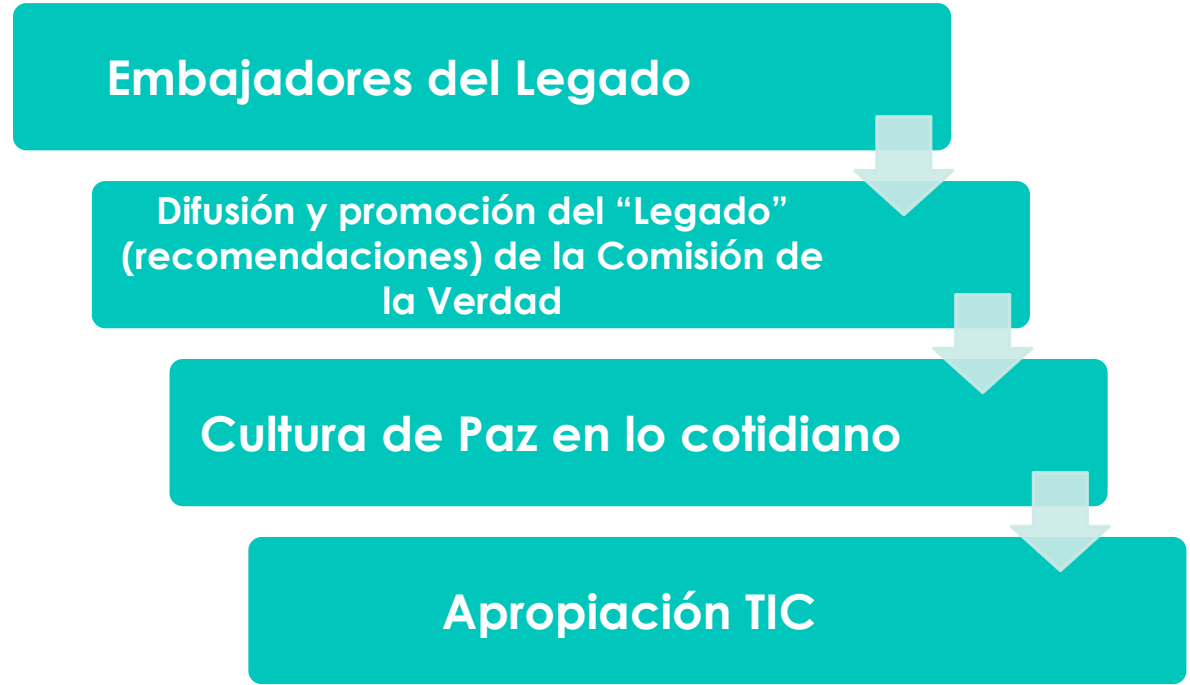 Embajadores del Legado
Difusión y promoción del “Legado”
(recomendaciones) de la Comisión de
la Verdad
Cultura de Paz en lo cotidiano
Apropiación TIC